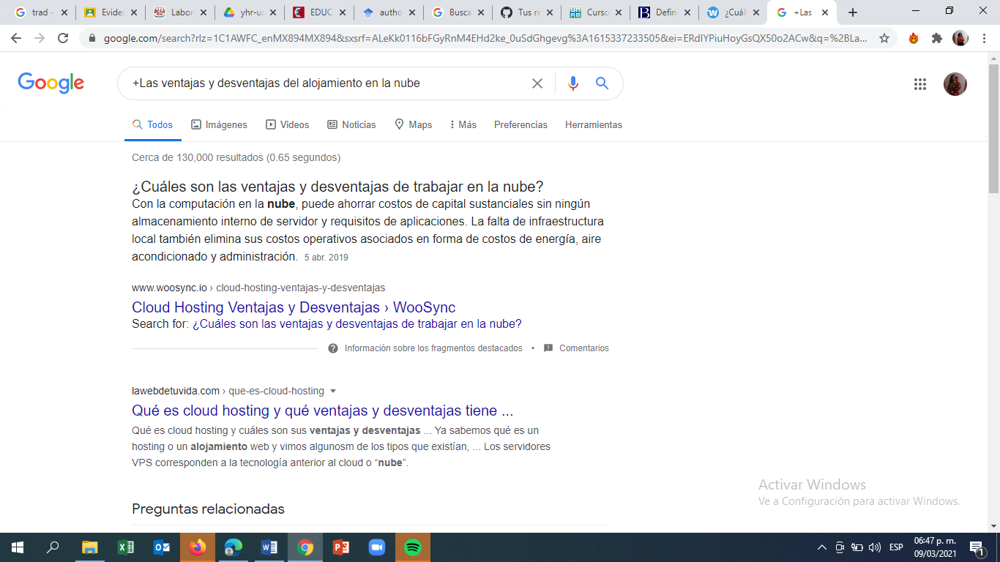 trad -
Evider
Labor
yhr-ua
EDUC
autho
Busca
Tus re
Curso
Defini
¿Cuál
+Las
google.com/search?rlz=1C1AWFC_enMX894MX894&sxsrf=ALeKk0116bFGyRnM4EHd2ke_0uSdGhgevg%3A1615337233505&ei=ERdIYPiuHoyGsQX50o2ACw&q=%2BLa...
Google
+Las ventajas y desventajas del alojamiento en la nube
Todos
Imágenes
Videos
Noticias
Maps
Más
Preferencias
Herramientas
Cerca de 130,000 resultados (0.65 segundos)
¿Cuáles son las ventajas y desventajas de trabajar en la nube?
Con la computación en la nube, puede ahorrar costos de capital sustanciales sin ningún
almacenamiento interno de servidor y requisitos de aplicaciones. La falta de infraestructura
local también elimina sus costos operativos asociados en forma de costos de energía, aire
acondicionado y administración. 5 abr. 2019
www.woosync.io › cloud-hosting-ventajas-y-desventajas
Cloud Hosting Ventajas y Desventajas › WooSync
Search for: ¿Cuáles son las ventajas y desventajas de trabajar en la nube?
Información sobre los fragmentos destacados • Comentarios
lawebdetuvida.com › que-es-cloud-hosting
Qué es cloud hosting y qué ventajas y desventajas tiene ...
Qué es cloud hosting y cuáles son sus ventajas y desventajas ... Ya sabemos qué es un
hosting o un alojamiento web y vimos algunosm de los tipos que existían, ... Los servidores
VPS corresponden a la tecnología anterior al cloud o “nube”.
Preguntas relacionadas
Activar Windows
Ve a Configuración para activar Windows.
ESP
06:47 p. m.
09/03/2021
1